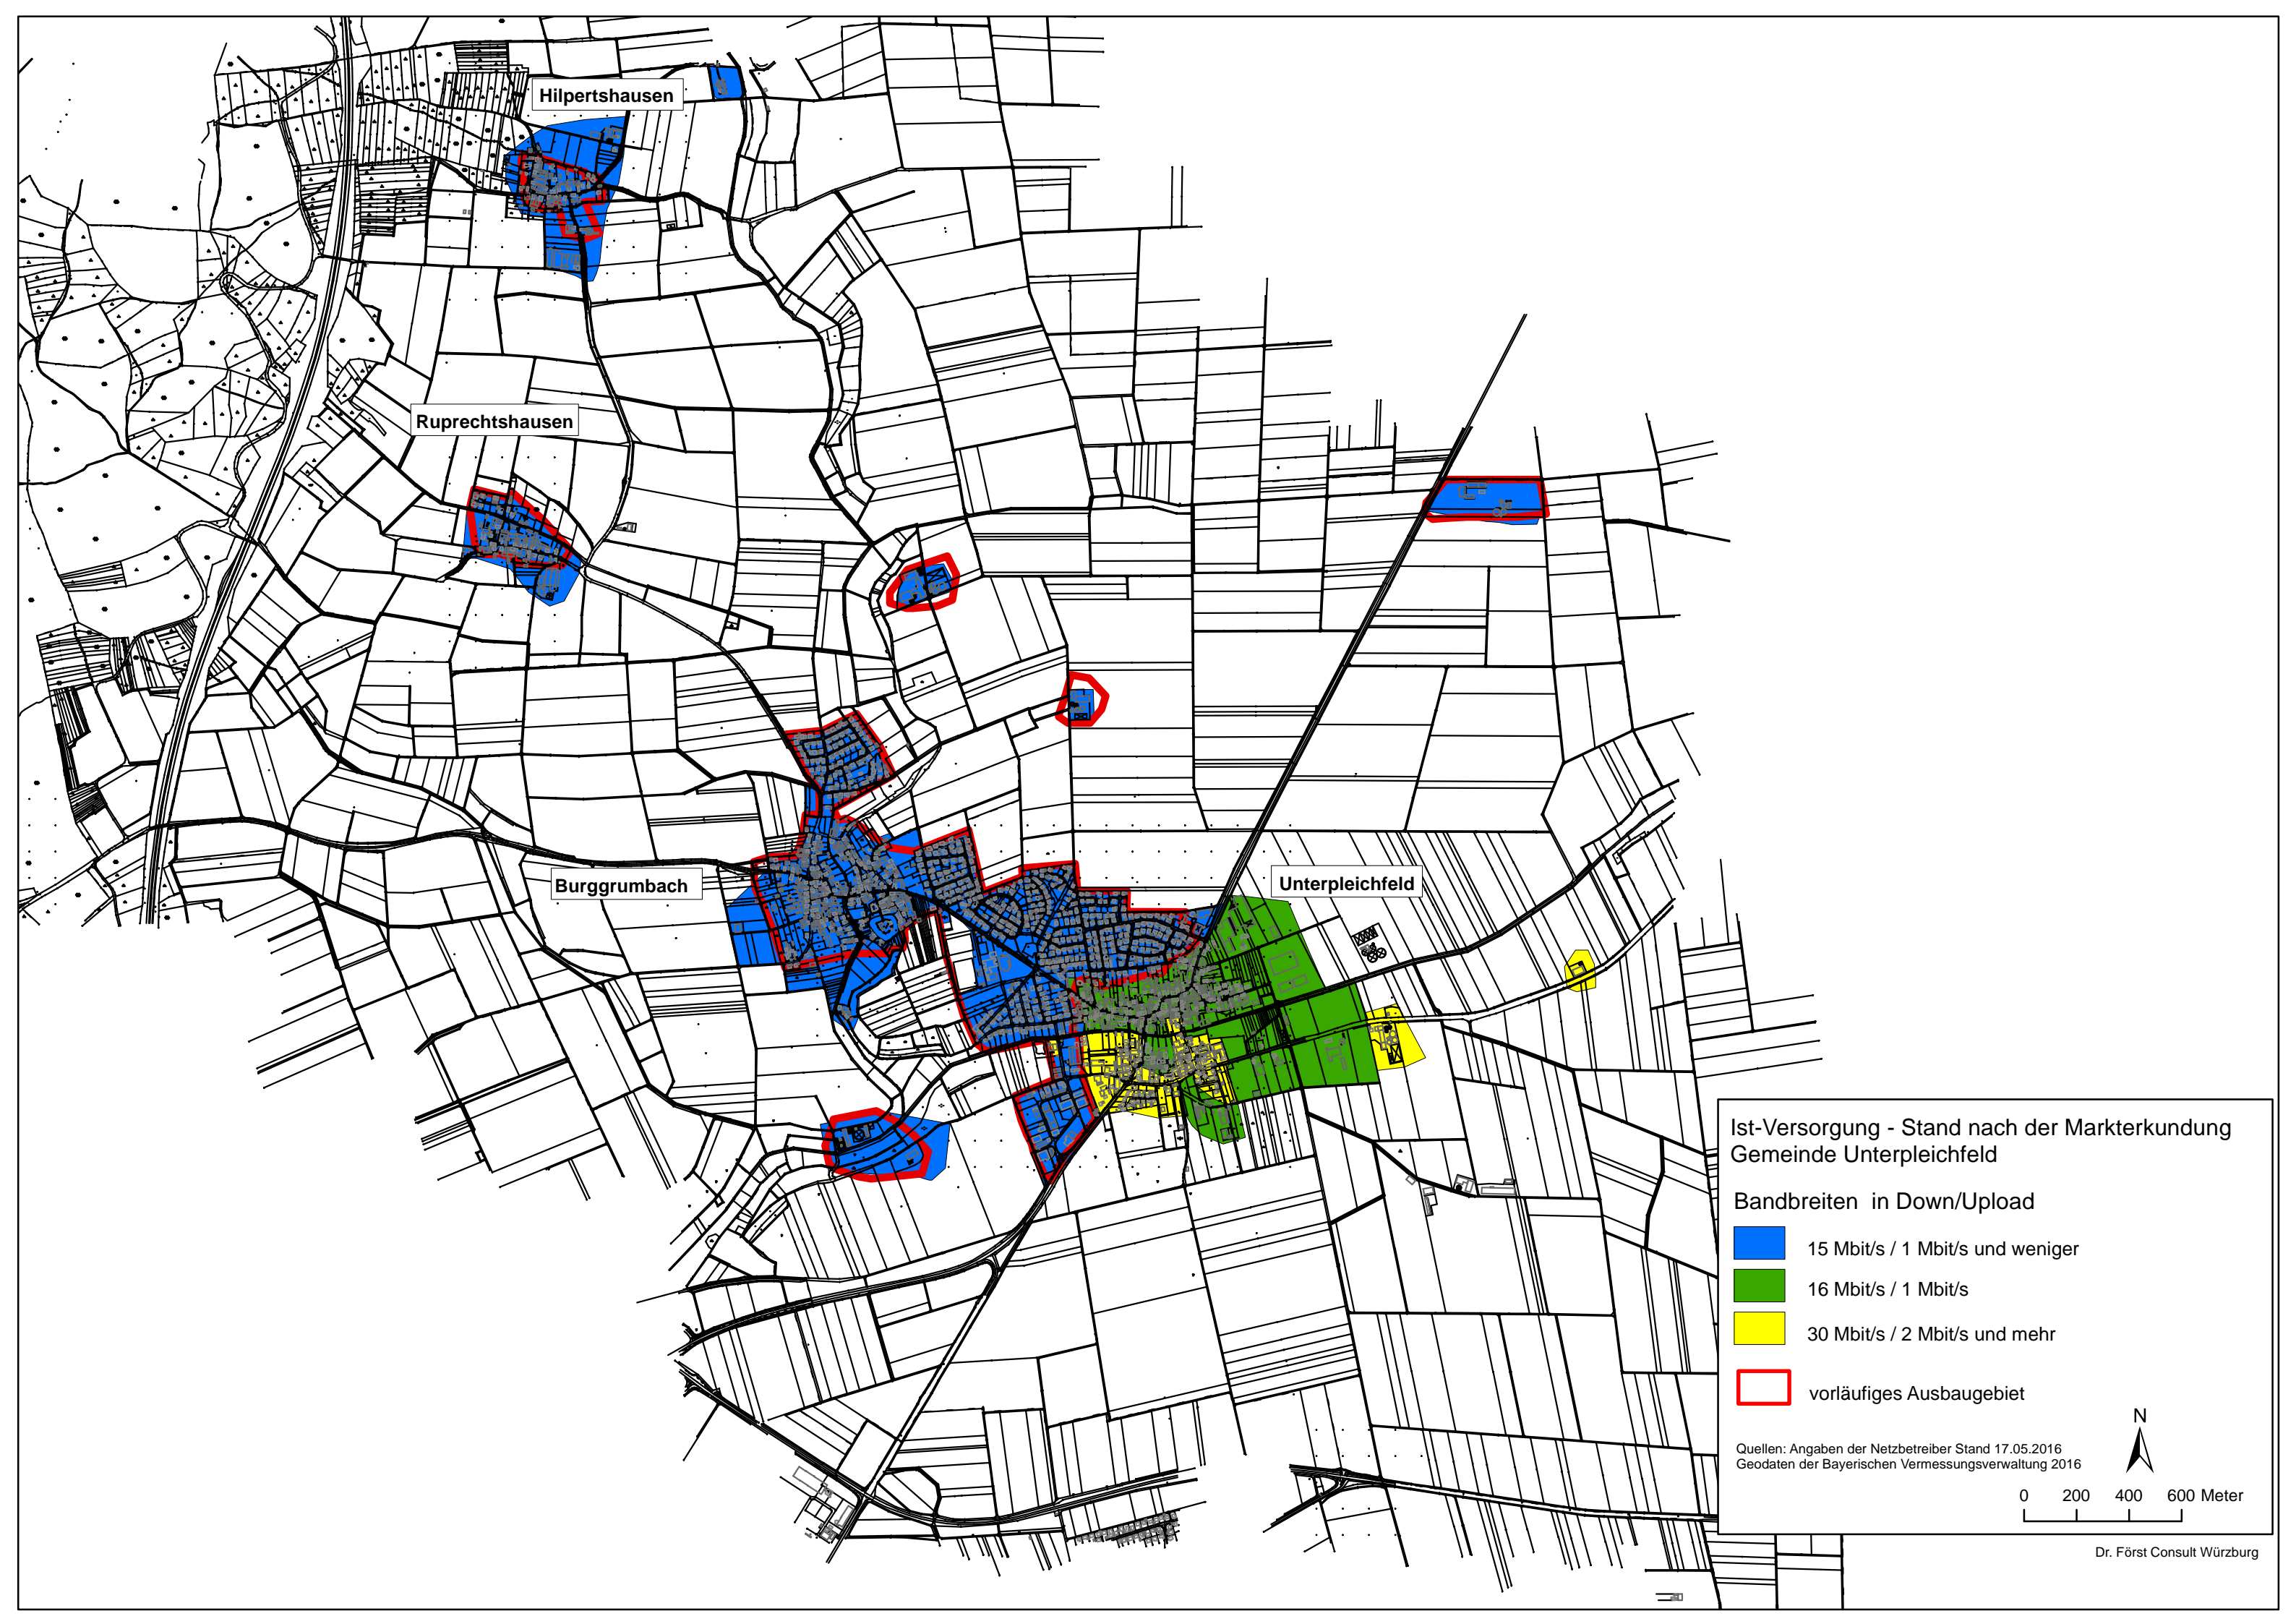 Hilpertshausen
Ruprechtshausen
Burggrumbach
Unterpleichfeld
Ist-Versorgung - Stand nach der Markterkundung
Gemeinde Unterpleichfeld
Bandbreiten in Down/Upload
15 Mbit/s / 1 Mbit/s und weniger
16 Mbit/s / 1 Mbit/s
30 Mbit/s / 2 Mbit/s und mehr
vorläufiges Ausbaugebiet
N
Quellen: Angaben der Netzbetreiber Stand 17.05.2016
Geodaten der Bayerischen Vermessungsverwaltung 2016
0 200 400 600 Meter
Dr. Först Consult Würzburg